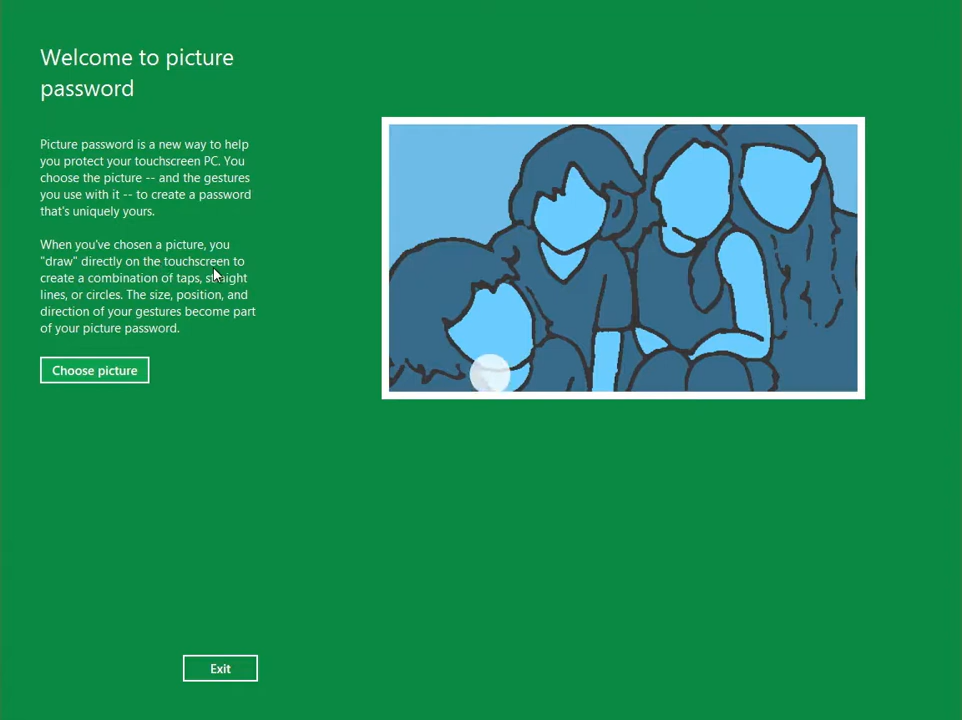 Welcome to picture
password
Picture password is a new way to help
you protect your touchscreen PC. You
choose the picture -- and the gestures
you use with it -- to create a password
that's uniquely yours.
When you've chosen a picture, you
"draw" directly on the touchscreen to
create a combination of taps, straight
lines, or circles. The size, position, and
direction of your gestures become part
of your picture password.
Choose picture
Exit